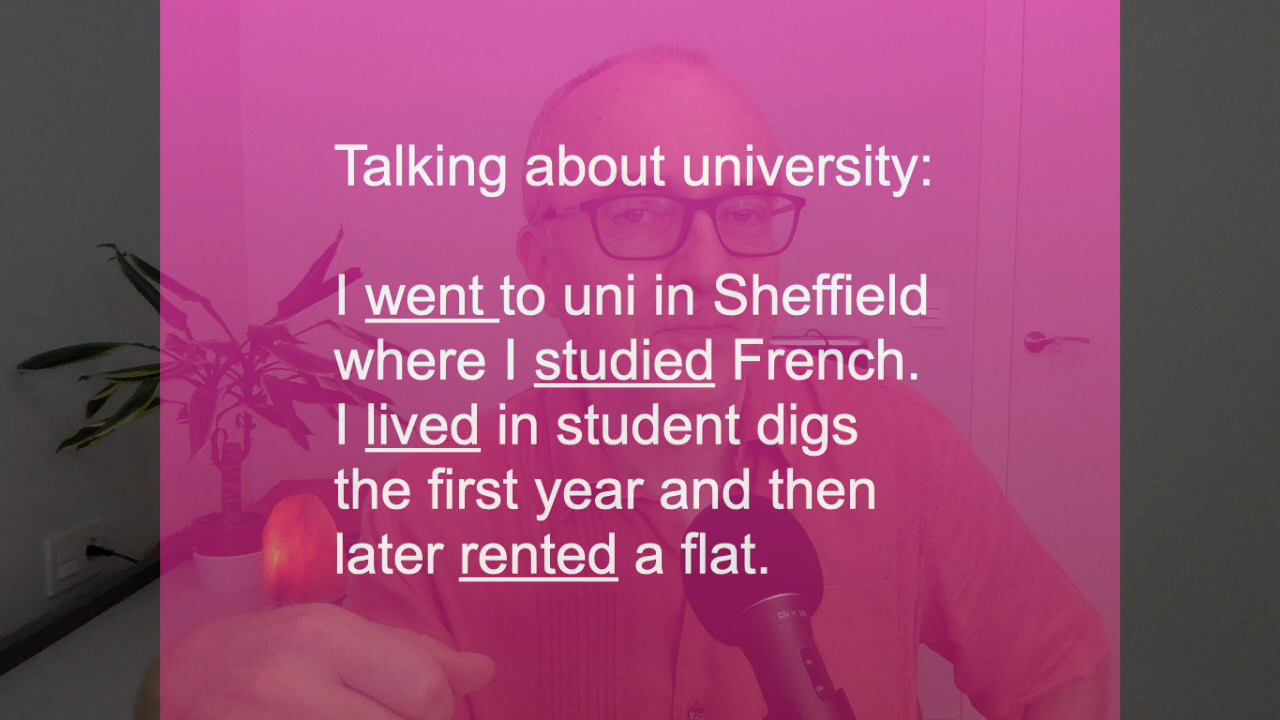 Talking about university:
I went to uni in Sheffield
where I studied French.
I lived in student digs
the first year and then
later rented a flat.